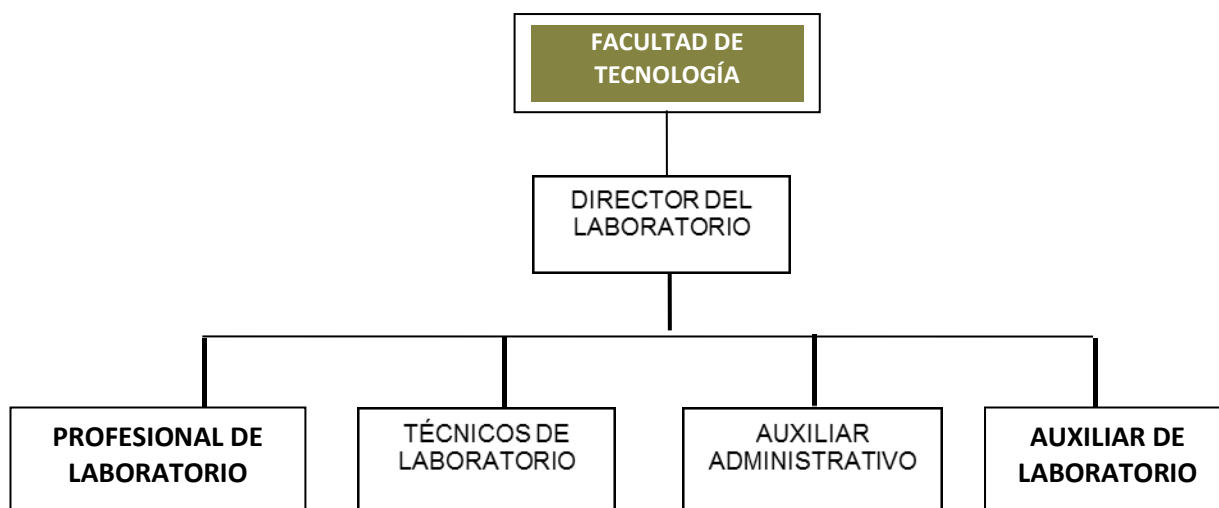 FACULTAD DE
TECNOLOGÍA
DIRECTOR DEL
LABORATORIO
PROFESIONAL DE
LABORATORIO
TÉCNICOS DE
LABORATORIO
AUXILIAR
ADMINISTRATIVO
AUXILIAR DE
LABORATORIO